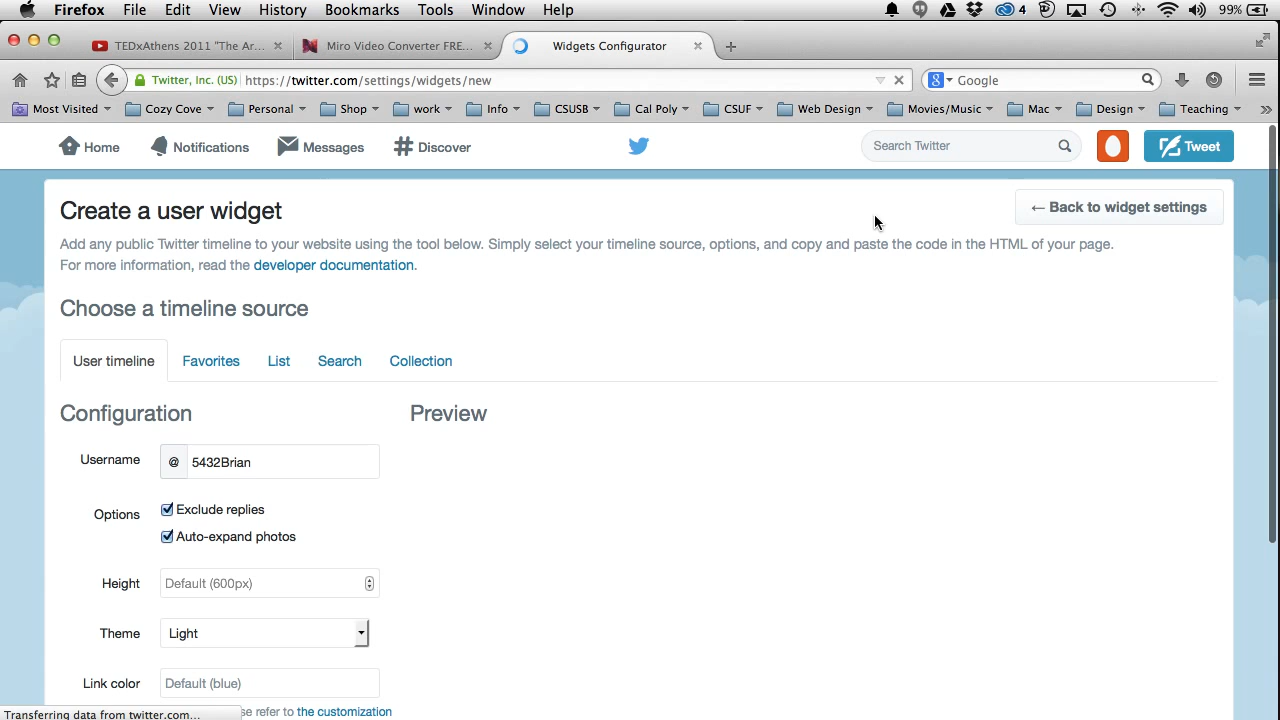 Firefox File Edit View History Bookmarks Tools Window Help 4 99%
TEDxAthens 2011 "The Ar... Miro Video Converter FRE... Widgets Configurator
Twitter, Inc. (US) https://twitter.com/settings/widgets/new Google
Most Visited Cozy Cove Personal Shop work Info CSUSB Cal Poly CSUF Web Design Movies/Music Mac Design Teaching
Home Notifications Messages Discover Search Twitter Tweet
Create a user widget
← Back to widget settings
Add any public Twitter timeline to your website using the tool below. Simply select your timeline source, options, and copy and paste the code in the HTML of your page.
For more information, read the developer documentation.
Choose a timeline source
User timeline Favorites List Search Collection
Configuration Preview
Username @ 5432Brian
Options Exclude replies
Auto-expand photos
Height Default (600px)
Theme Light
Link color Default (blue)
Transferring data from twitter.com... se refer to the customization